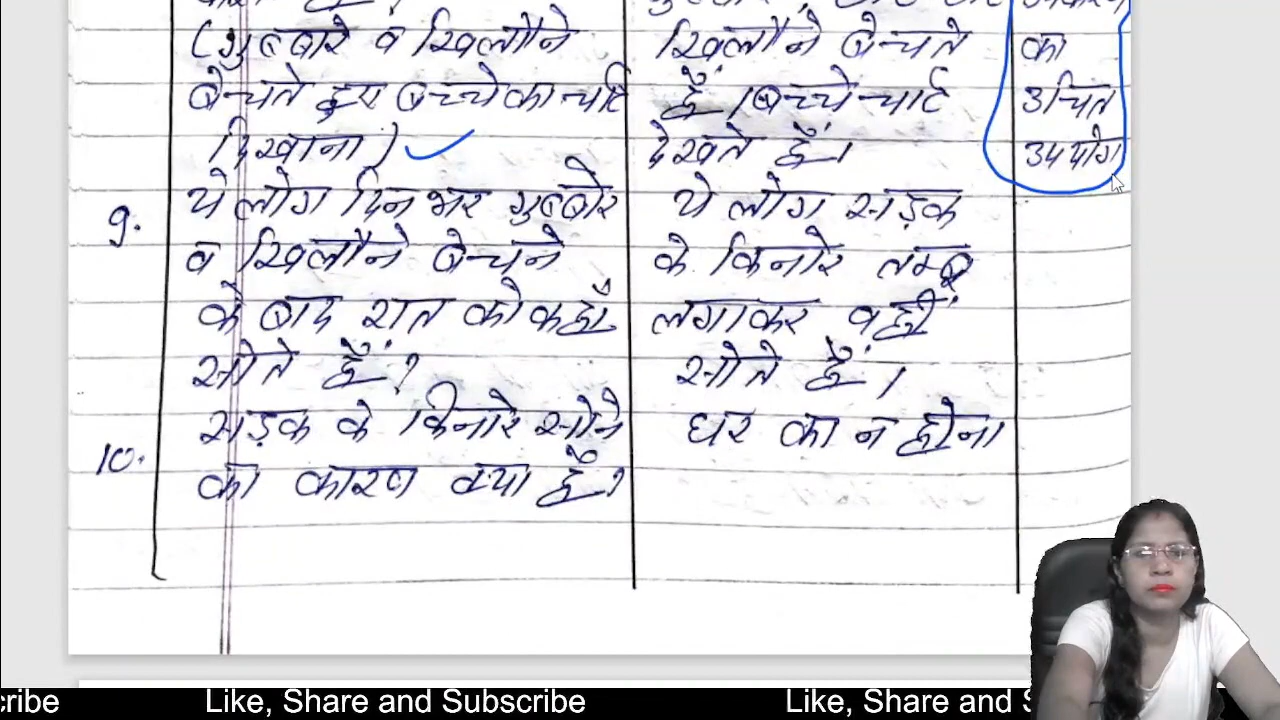 (गुब्बारे व खिलौने
बेचते हुए बच्चे का चार्ट
दिखाना)
खिलौने बेचते
हैं। बच्चे चार्ट
देखते हैं।
का
उचित
उपयोग
9.
ये लोग दिन भर गुब्बारे
व खिलौने बेचने
के बाद रात को कहाँ
सोते हैं?
ये लोग सड़क
के किनारे तम्बू
लगाकर वहीं
सोते हैं।
10.
सड़क के किनारे सोने
का कारण क्या है?
घर का न होना
cribe
Like, Share and Subscribe
Like, Share and S